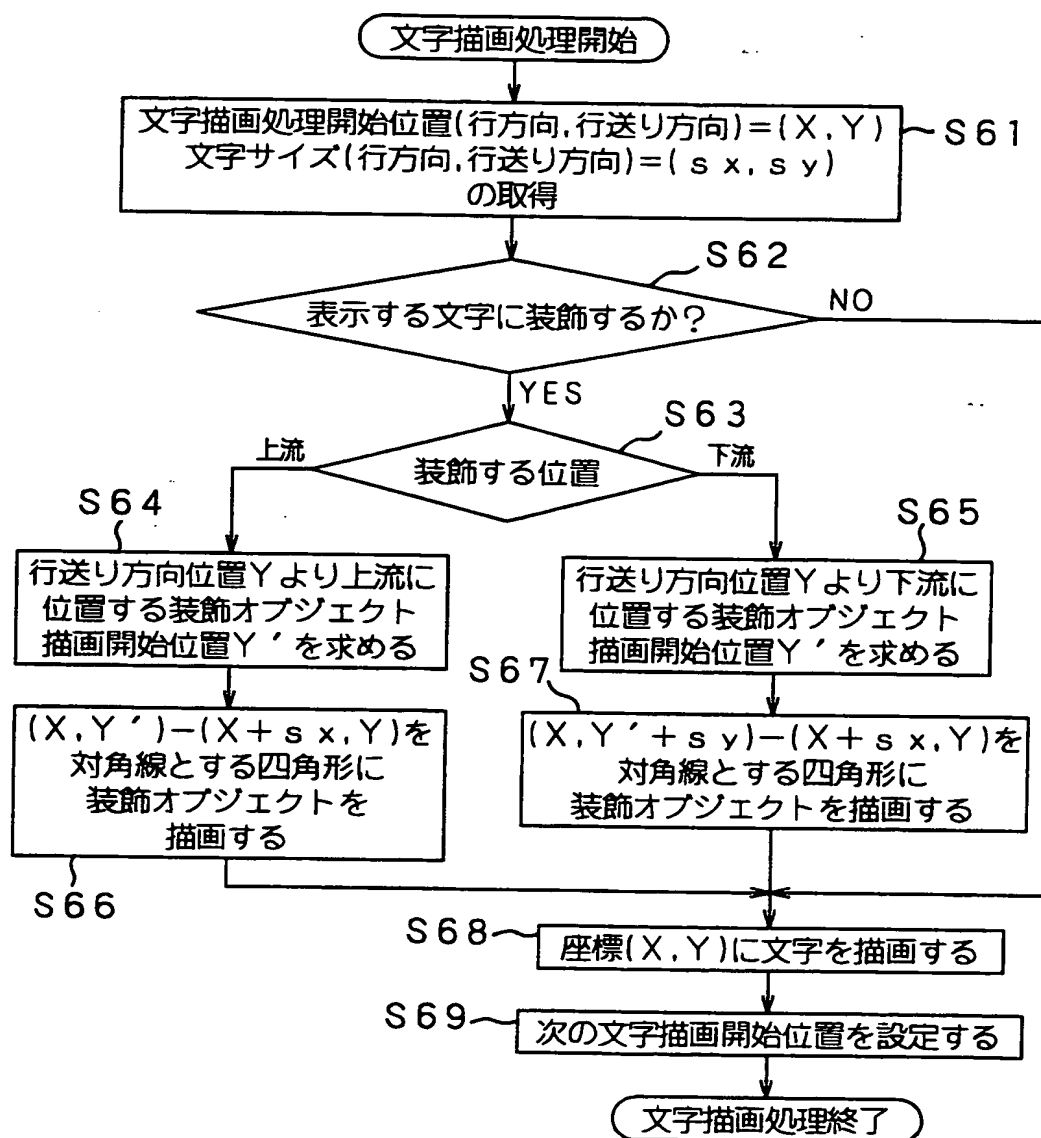 文字描画処理開始
文字描画処理開始位置(行方向,行送り方向)=(X,Y)
文字サイズ(行方向,行送り方向)=(sx,sy)
の取得
S61
S62
表示する文字に装飾するか?
NO
YES
S63
装飾する位置
上流
下流
S64
行送り方向位置Yより上流に
位置する装飾オブジェクト
描画開始位置Y′を求める
S65
行送り方向位置Yより下流に
位置する装飾オブジェクト
描画開始位置Y′を求める
(X,Y′)-(X+sx,Y)を
対角線とする四角形に
装飾オブジェクトを
描画する
S66
S67
(X,Y′+sy)-(X+sx,Y)を
対角線とする四角形に
装飾オブジェクトを描画する
S68
座標(X,Y)に文字を描画する
S69
次の文字描画開始位置を設定する
文字描画処理終了